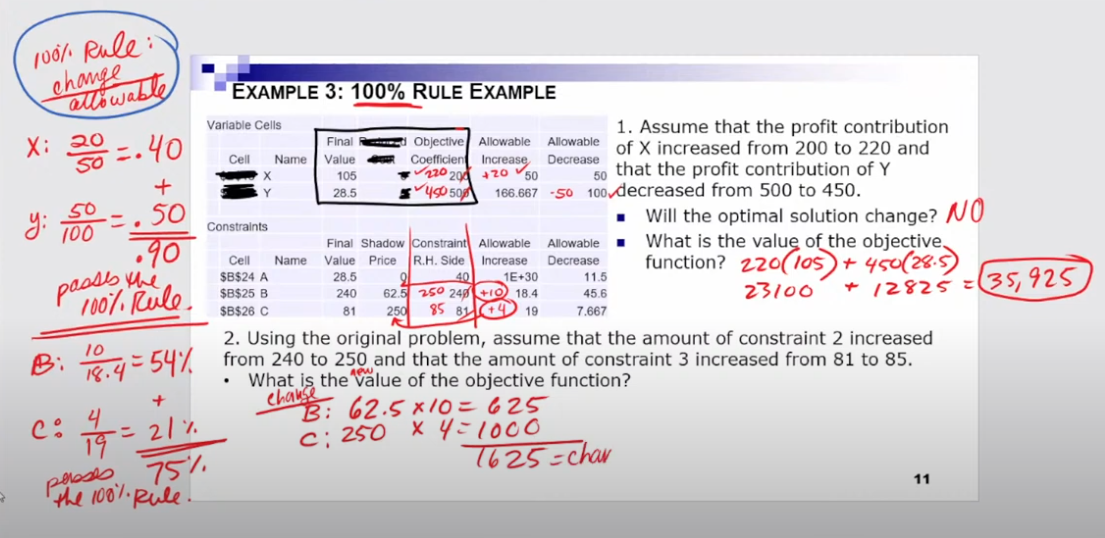 100% Rule:
change
allowable
X: 20/50 = .40
+
y: 50/100 = .50
.90
passes the
100% Rule
B: 10/18.4 = 54%
+
C: 4/19 = 21%
75%
passes
the 100% Rule.
EXAMPLE 3: 100% RULE EXAMPLE
Variable Cells
Final Objective Allowable Allowable
Cell Name Value Coefficient Increase Decrease
X 105 ✓220 200 +20 ✓ 50 50
Y 28.5 ✓450 500 166.667 -50 100 ✓
Constraints
Final Shadow Constraint Allowable Allowable
Cell Name Value Price R.H. Side Increase Decrease
$B$24 A 28.5 0 40 1E+30 11.5
$B$25 B 240 62.5 250 240 +10 18.4 45.6
$B$26 C 81 250 85 81 +4 19 7.667
1. Assume that the profit contribution
of X increased from 200 to 220 and
that the profit contribution of Y
decreased from 500 to 450.
▪ Will the optimal solution change? NO
▪ What is the value of the objective
function? 220(105) + 450(28.5)
23100 + 12825 = 35,925
2. Using the original problem, assume that the amount of constraint 2 increased
from 240 to 250 and that the amount of constraint 3 increased from 81 to 85.
• What is the new value of the objective function?
change
B: 62.5 x 10 = 625
C: 250 x 4 = 1000
1625 = chan
11